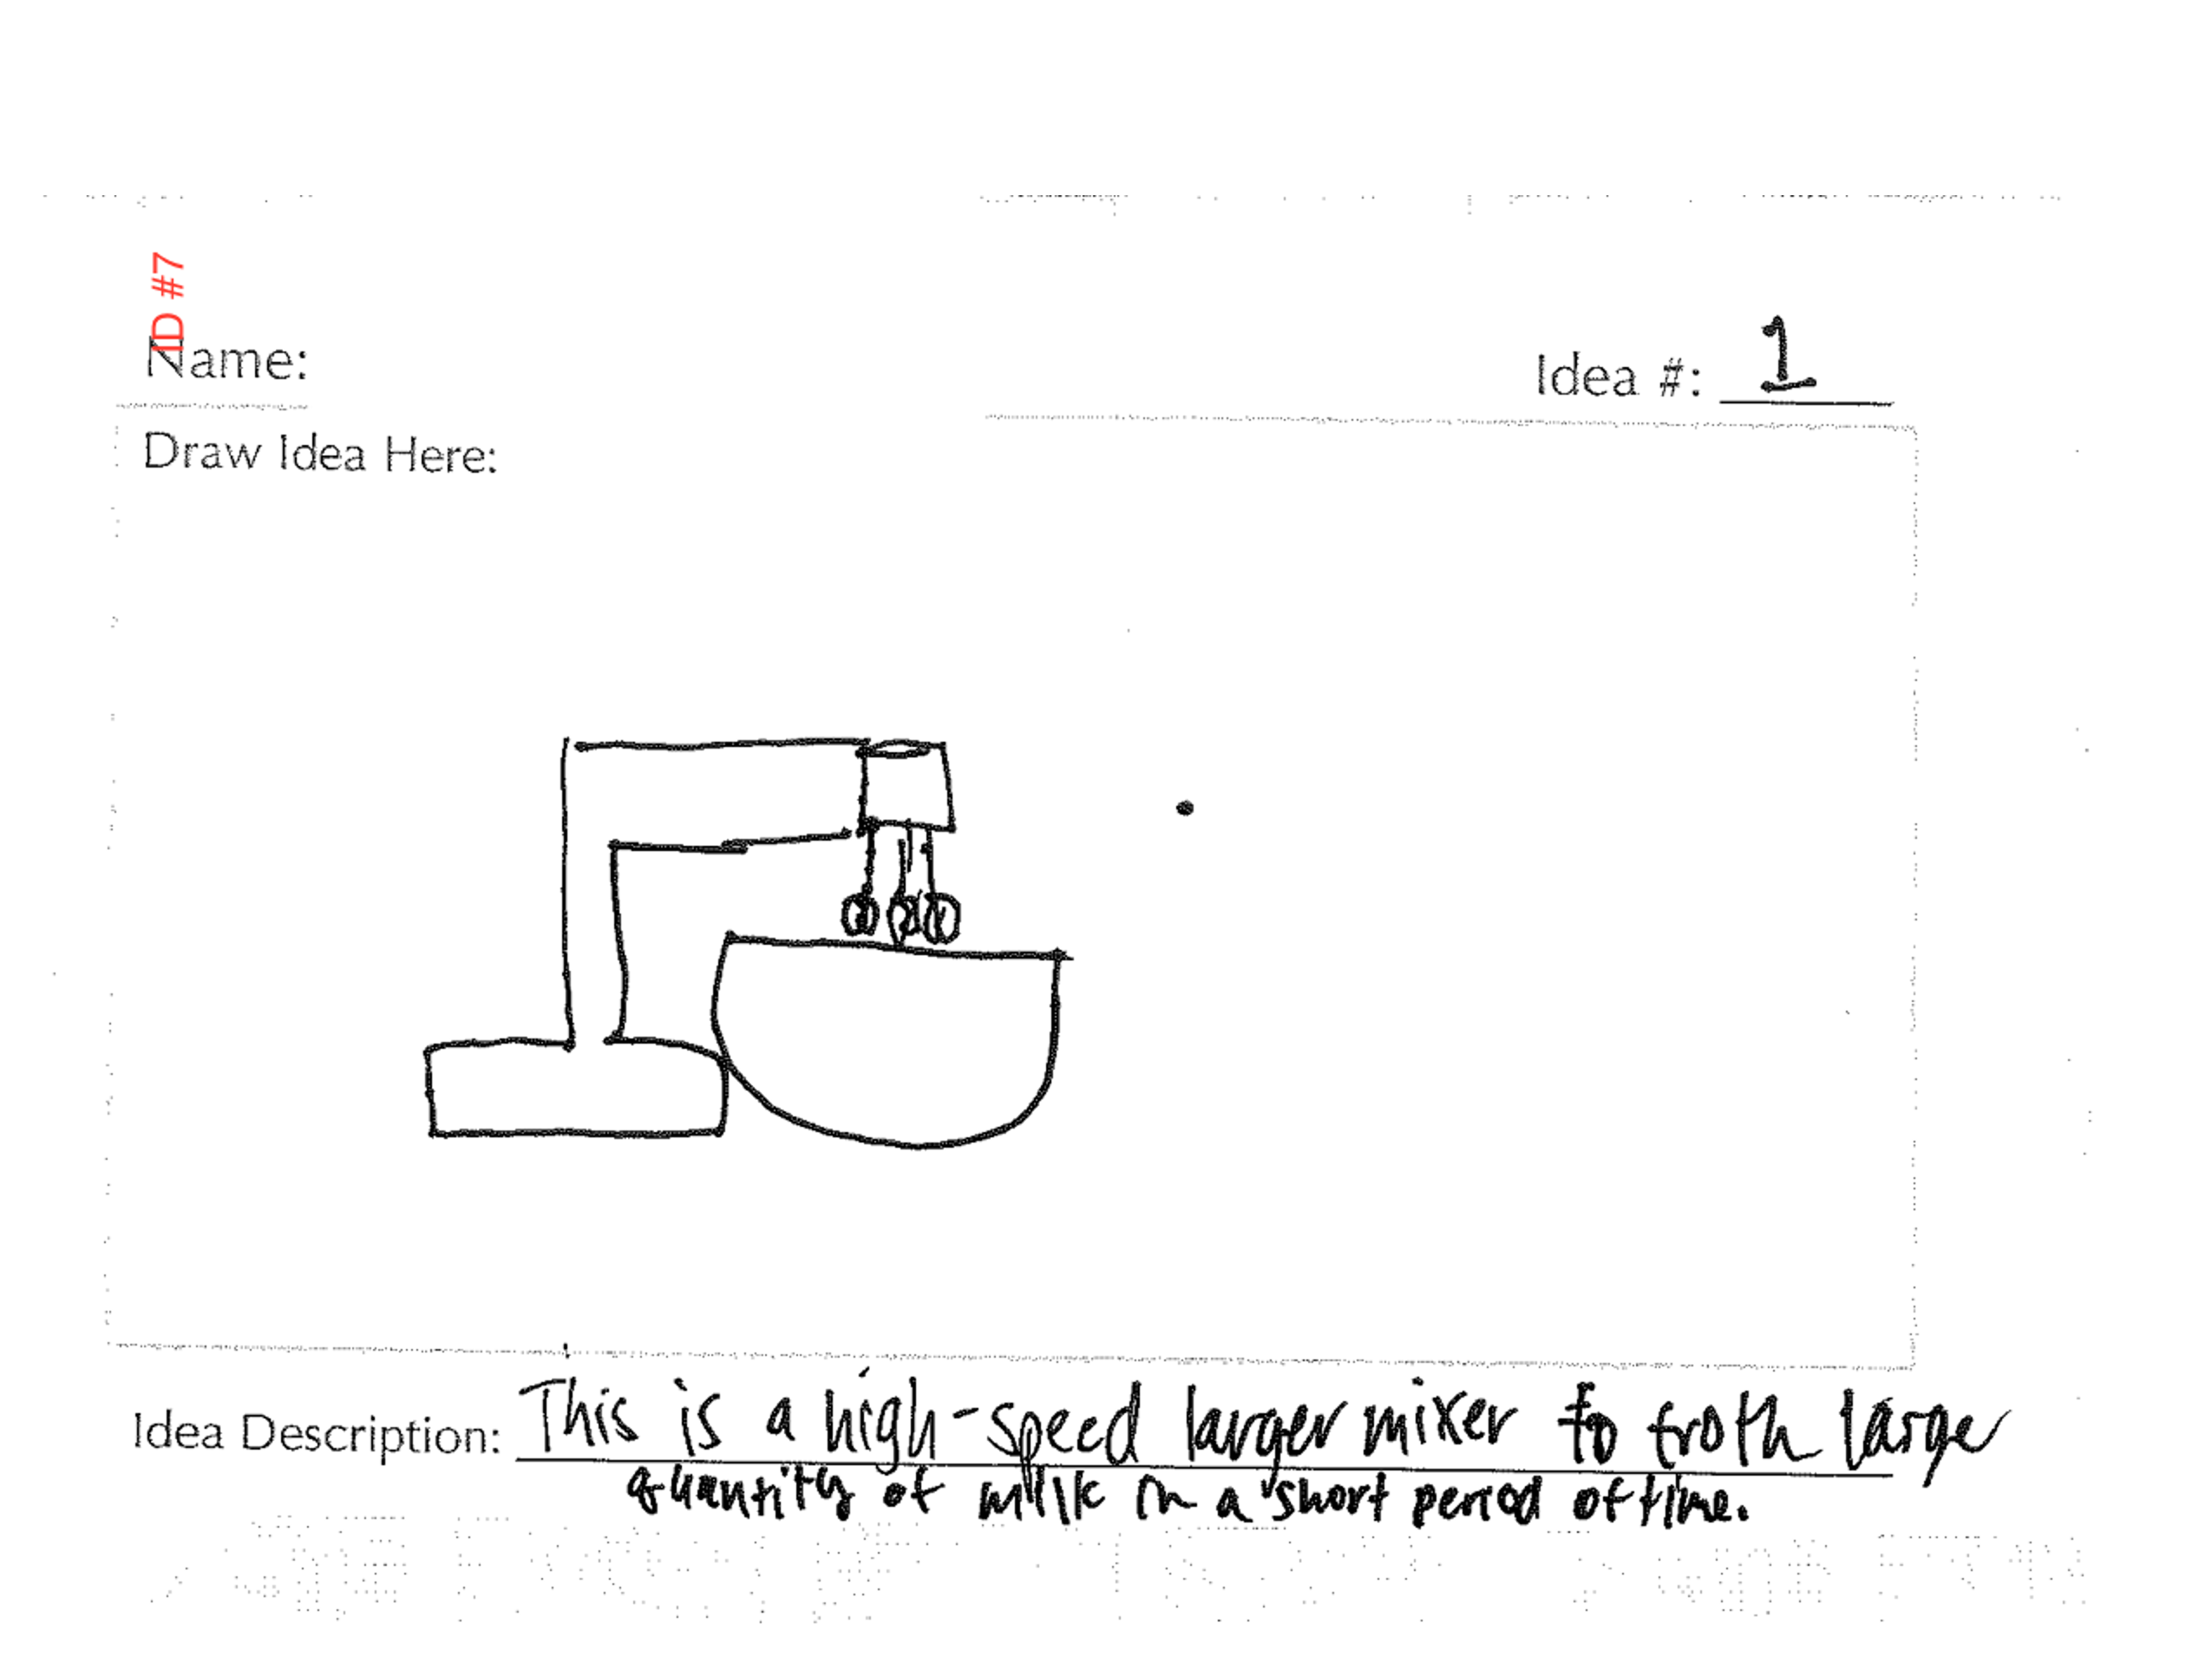 ID #7
Name:
Idea #: 1
Draw Idea Here:
Idea Description: This is a high-speed larger mixer to froth large
quantity of milk in a short period of time.